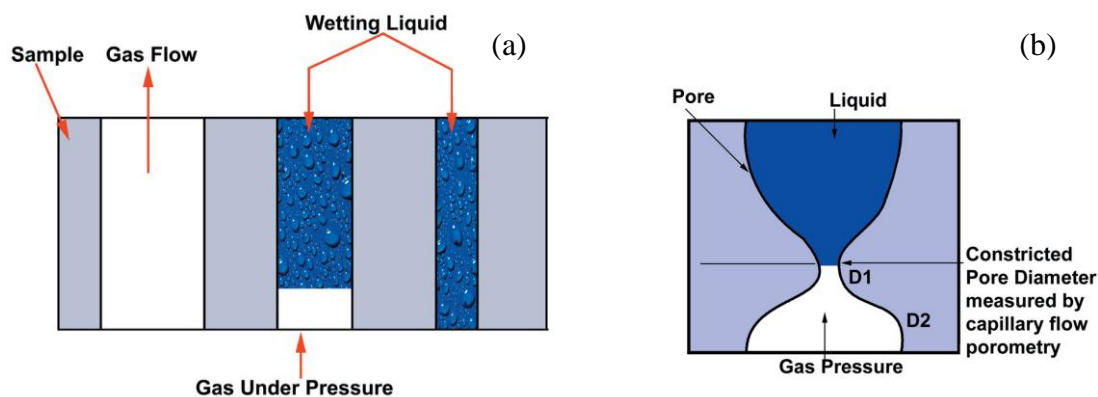 Wetting Liquid
(a)
Sample
Gas Flow
Gas Under Pressure
(b)
Pore
Liquid
D1
D2
Constricted
Pore Diameter
measured by
capillary flow
porometry
Gas Pressure